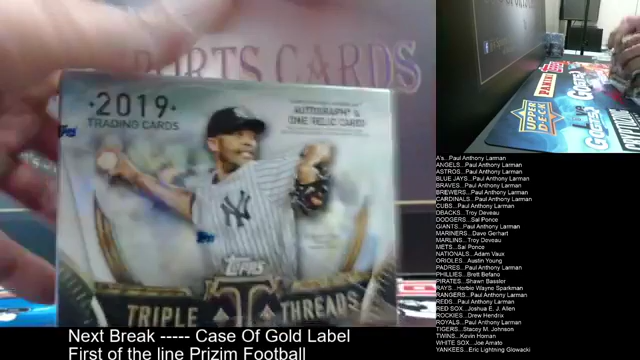 SPORTS CARDS
2019
TRADING CARDS
AUTOGRAPH &
ONE RELIC CARD
Topps
TRIPLE THREADS
Next Break ----- Case Of Gold Label
First of the line Prizim Football
PANINI
UPPER DECK
A's...Paul Anthony Larman
ANGELS...Paul Anthony Larman
ASTROS...Paul Anthony Larman
BLUE JAYS...Paul Anthony Larman
BRAVES...Paul Anthony Larman
BREWERS...Paul Anthony Larman
CARDINALS...Paul Anthony Larman
CUBS...Paul Anthony Larman
DBACKS...Troy Deveau
DODGERS...Sal Ponce
GIANTS...Paul Anthony Larman
MARINERS...Dave Gerhart
MARLINS...Troy Deveau
METS...Sal Ponce
NATIONALS...Adam Vaux
ORIOLES...Austin Young
PADRES...Paul Anthony Larman
PHILLIES...Brett Befano
PIRATES...Shawn Bassler
RAYS...Horbie Wayne Sparkman
RANGERS...Paul Anthony Larman
REDS...Paul Anthony Larman
RED SOX...Joshua E. J. Allen
ROCKIES...Drew Hendrix
ROYALS...Paul Anthony Larman
TIGERS...Stacey M. Johnson
TWINS...Kevin Homan
WHITE SOX...Joe Amato
YANKEES...Eric Lightning Glowacki